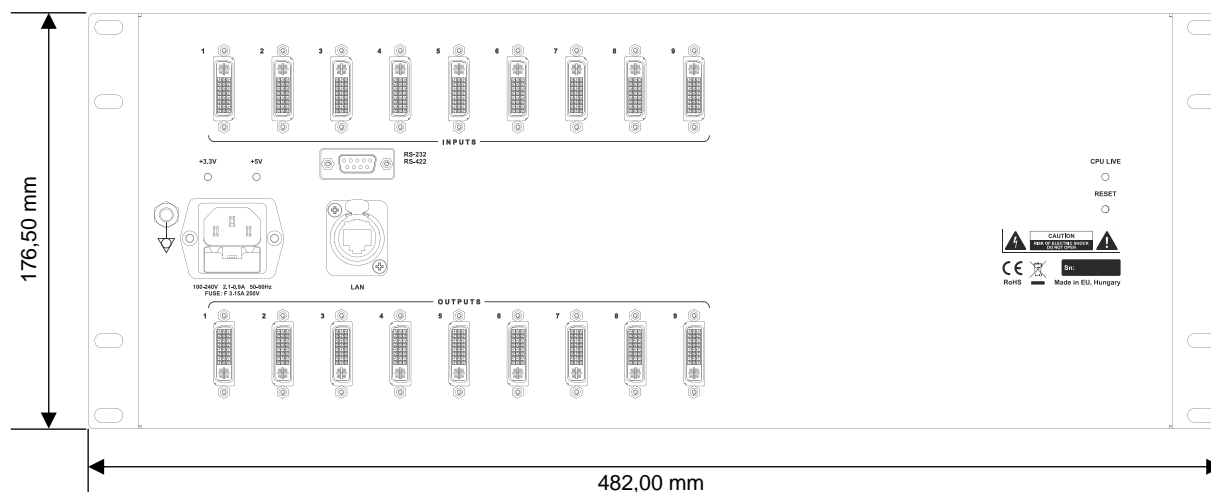 1 2 3 4 5 6 7 8 9
INPUTS
RS-232
RS-422
+3.3V +5V
CPU LIVE
RESET
176,50 mm
CAUTION
RISK OF ELECTRIC SHOCK
DO NOT OPEN
CE
Sn:
RoHS
Made in EU, Hungary
100-240V 2.1-0.9A 50-60Hz
FUSE: F 3.15A 250V
LAN
OUTPUTS
1 2 3 4 5 6 7 8 9
482,00 mm